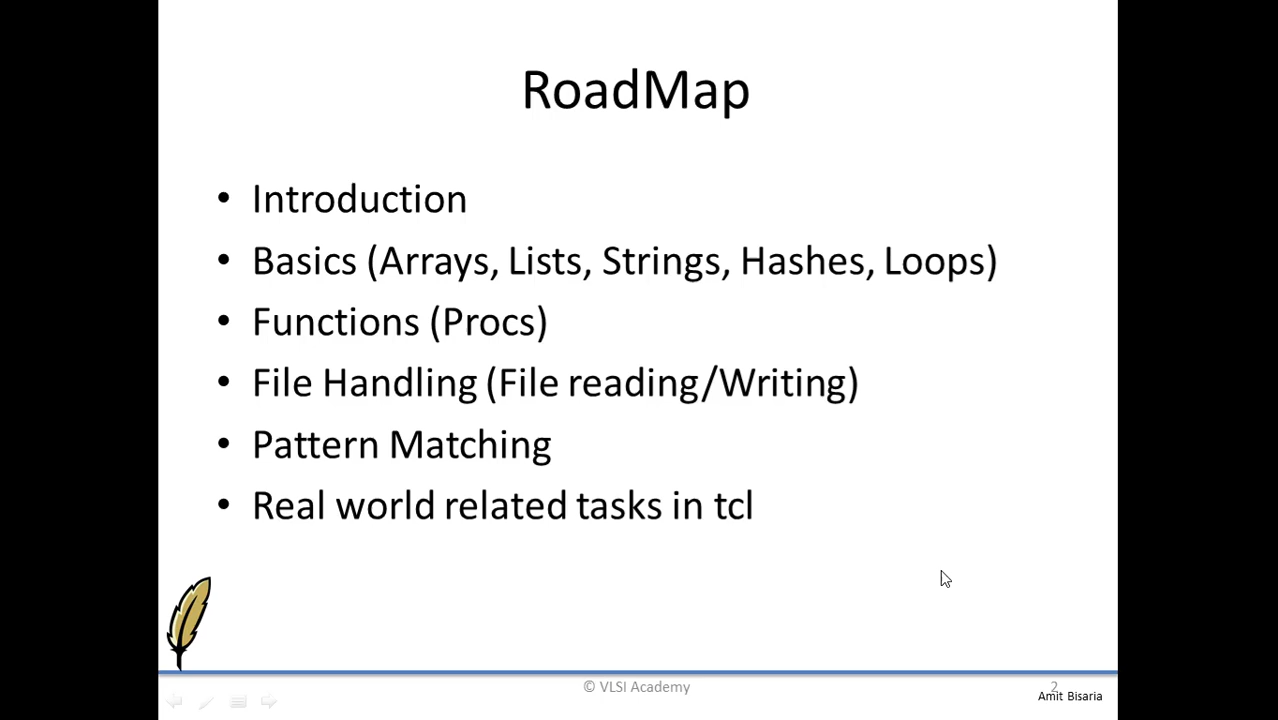 RoadMap
• Introduction
• Basics (Arrays, Lists, Strings, Hashes, Loops)
• Functions (Procs)
• File Handling (File reading/Writing)
• Pattern Matching
• Real world related tasks in tcl
© VLSI Academy
2
Amit Bisaria